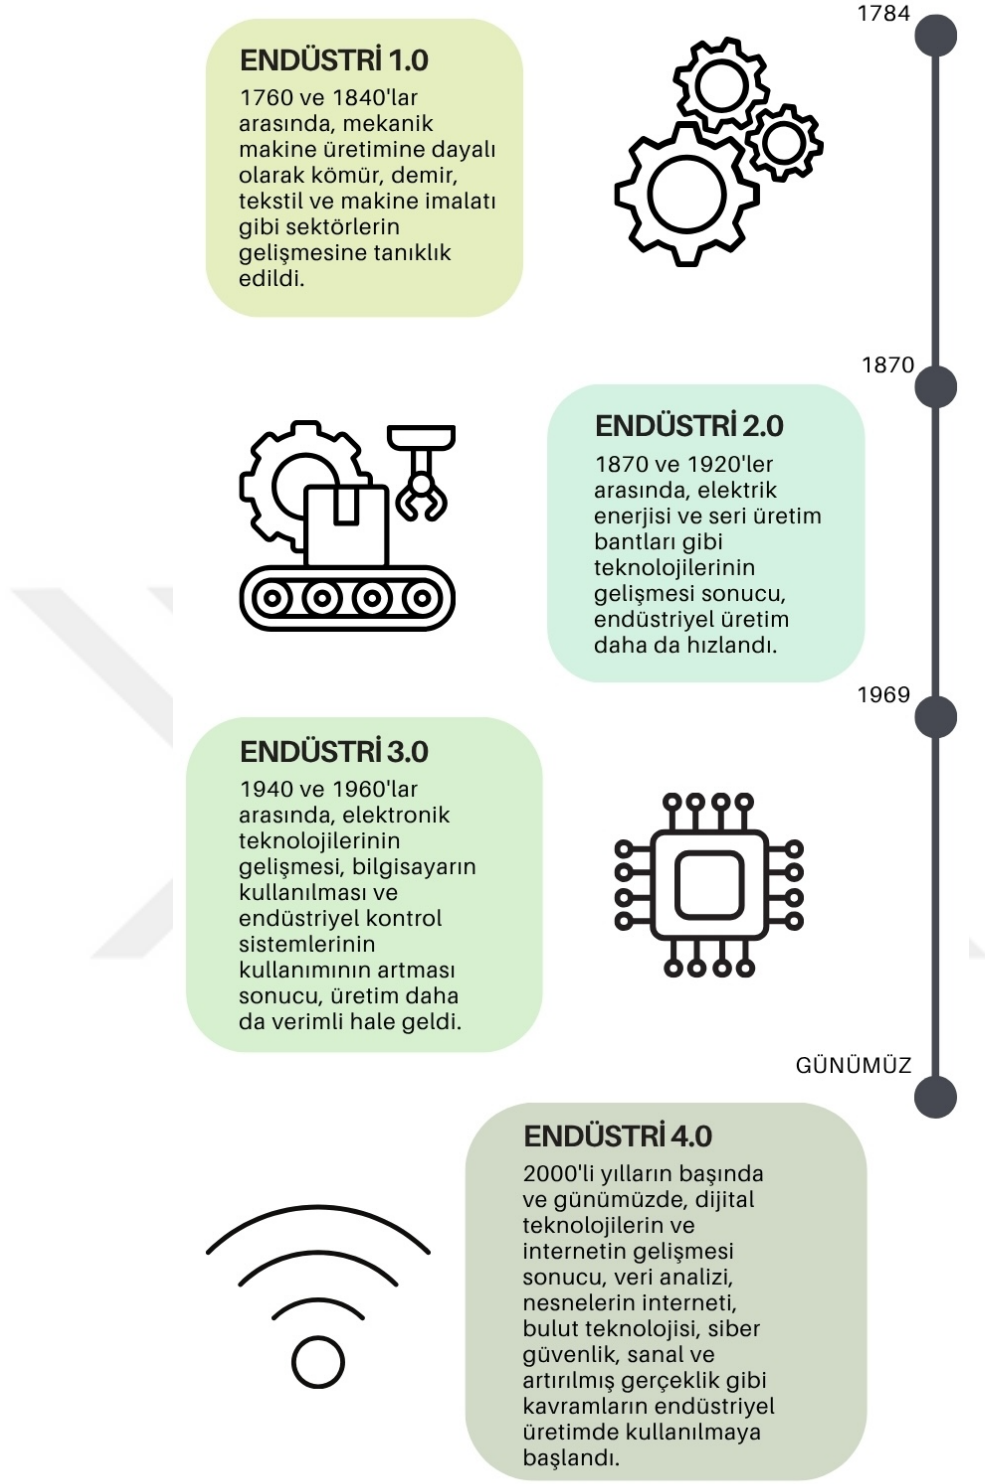 1784
ENDÜSTRİ 1.0
1760 ve 1840'lar
arasında, mekanik
makine üretimine dayalı
olarak kömür, demir,
tekstil ve makine imalatı
gibi sektörlerin
gelişmesine tanıklık
edildi.
1870
ENDÜSTRİ 2.0
1870 ve 1920'ler
arasında, elektrik
enerjisi ve seri üretim
bantları gibi
teknolojilerinin
gelişmesi sonucu,
endüstriyel üretim
daha da hızlandı.
1969
ENDÜSTRİ 3.0
1940 ve 1960'lar
arasında, elektronik
teknolojilerinin
gelişmesi, bilgisayarın
kullanılması ve
endüstriyel kontrol
sistemlerinin
kullanımının artması
sonucu, üretim daha
da verimli hale geldi.
GÜNÜMÜZ
ENDÜSTRİ 4.0
2000'li yılların başında
ve günümüzde, dijital
teknolojilerin ve
internetin gelişmesi
sonucu, veri analizi,
nesnelerin interneti,
bulut teknolojisi, siber
güvenlik, sanal ve
artırılmış gerçeklik gibi
kavramların endüstriyel
üretimde kullanılmaya
başlandı.